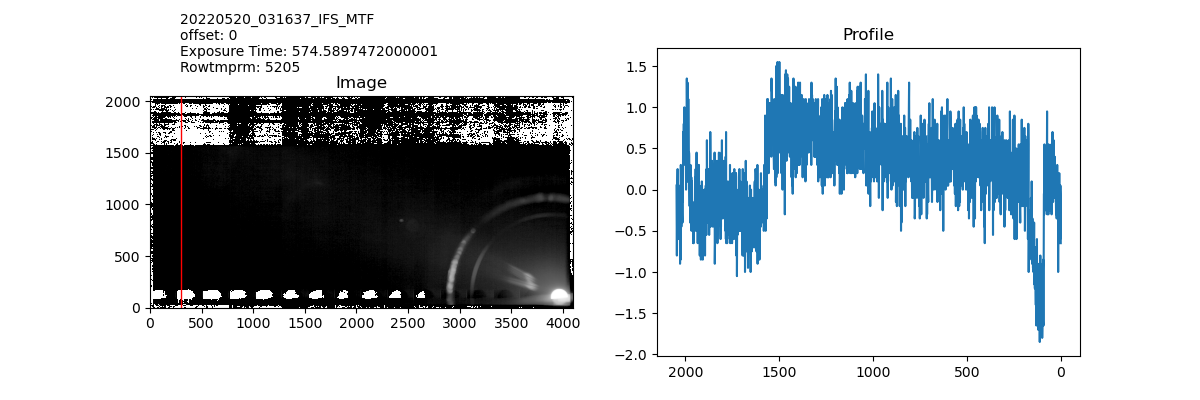 20220520_031637_IFS_MTF
offset: 0
Exposure Time: 574.5897472000001
Rowtmprm: 5205
Image
2000
1500
1000
500
0
0 500 1000 1500 2000 2500 3000 3500 4000
Profile
1.5
1.0
0.5
0.0
−0.5
−1.0
−1.5
−2.0
2000 1500 1000 500 0